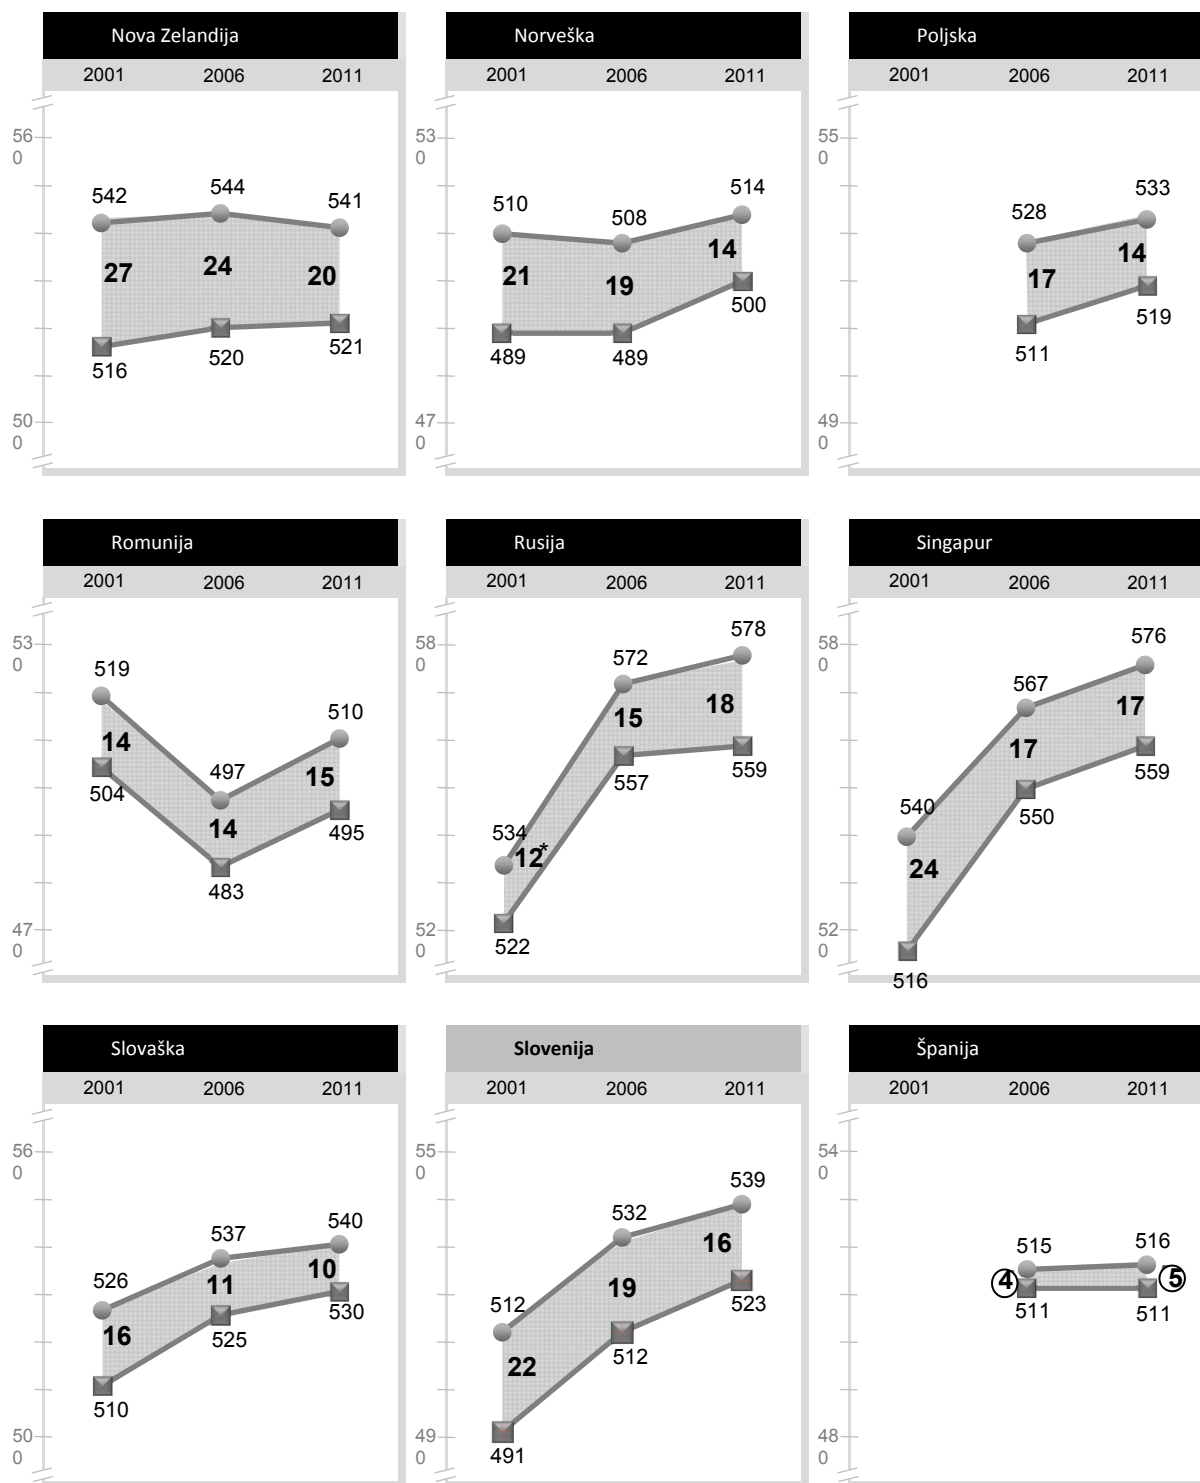 Nova Zelandija
2001 2006 2011
56
0
542 544 541
27 24 20
516 520 521
50
0
Norveška
2001 2006 2011
53
0
510 508 514
21 19 14
489 489 500
47
0
Poljska
2001 2006 2011
55
0
528 533
17 14
511 519
49
0
Romunija
2001 2006 2011
53
0
519 497 510
14 14 15
504 483 495
47
0
Rusija
2001 2006 2011
58
0
534 572 578
12* 15 18
522 557 559
52
0
Singapur
2001 2006 2011
58
0
540 567 576
24 17 17
516 550 559
52
0
Slovaška
2001 2006 2011
56
0
526 537 540
16 11 10
510 525 530
50
0
Slovenija
2001 2006 2011
55
0
512 532 539
22 19 16
491 512 523
49
0
Španija
2001 2006 2011
54
0
515 516
4 5
511 511
48
0